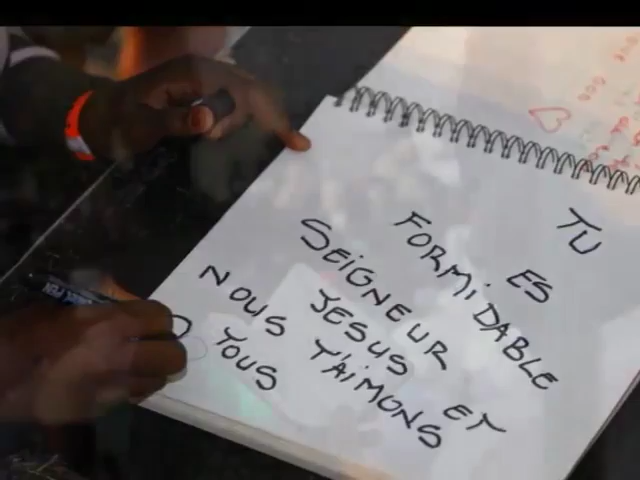 TU
ES
FORMiDABLE
SEiGNEUR
JESUS ET
NOUS T'AiMONS
TOUS